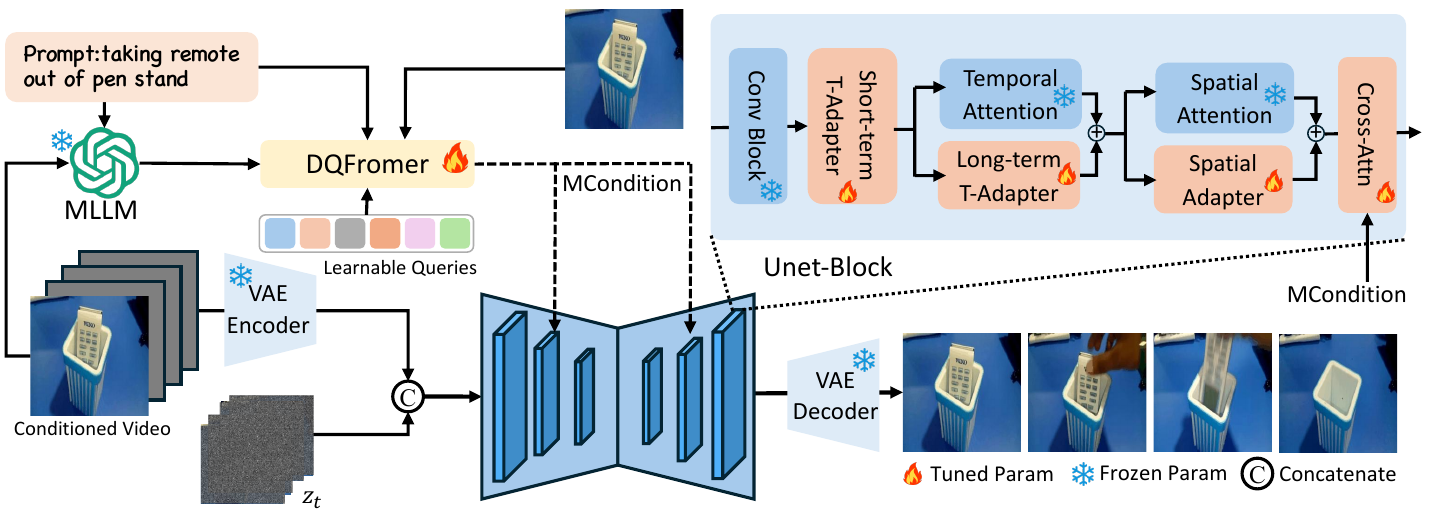 Prompt:taking remote
out of pen stand
MLLM
DQFromer
MCondition
Learnable Queries
VAE
Encoder
Conditioned Video
z_t
C
Conv Block
Short-term
T-Adapter
Temporal
Attention
Long-term
T-Adapter
+
Spatial
Attention
Spatial
Adapter
+
Cross-Attn
MCondition
Unet-Block
VAE
Decoder
Tuned Param
Frozen Param
C Concatenate